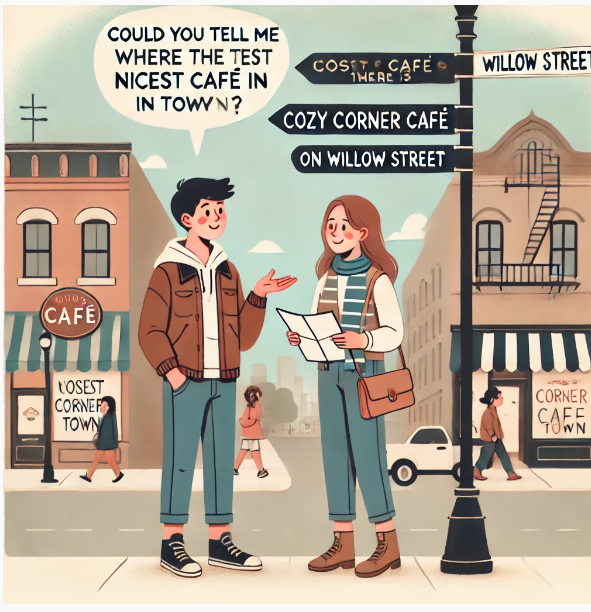 COULD YOU TELL ME
WHERE THE TEST
NICEST CAFÉ IN
IN TOWN?
CAFÉ
WILLOW STREET
COZY CORNER CAFÉ
ON WILLOW STREET
CAFÉ
CORNER
TOWN
CORNER
CAFE
TOWN